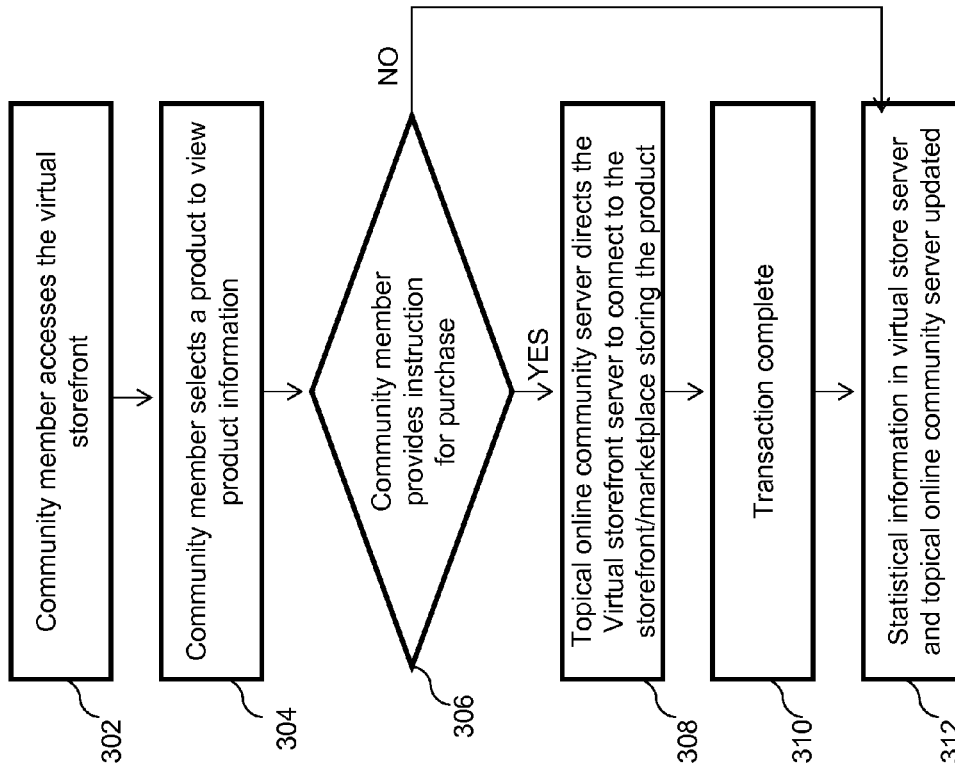 302
Community member accesses the virtual
storefront
304
Community member selects a product to view
product information
306
Community member
provides instruction
for purchase
NO
YES
308
Topical online community server directs the
Virtual storefront server to connect to the
storefront/marketplace storing the product
310
Transaction complete
312
Statistical information in virtual store server
and topical online community server updated